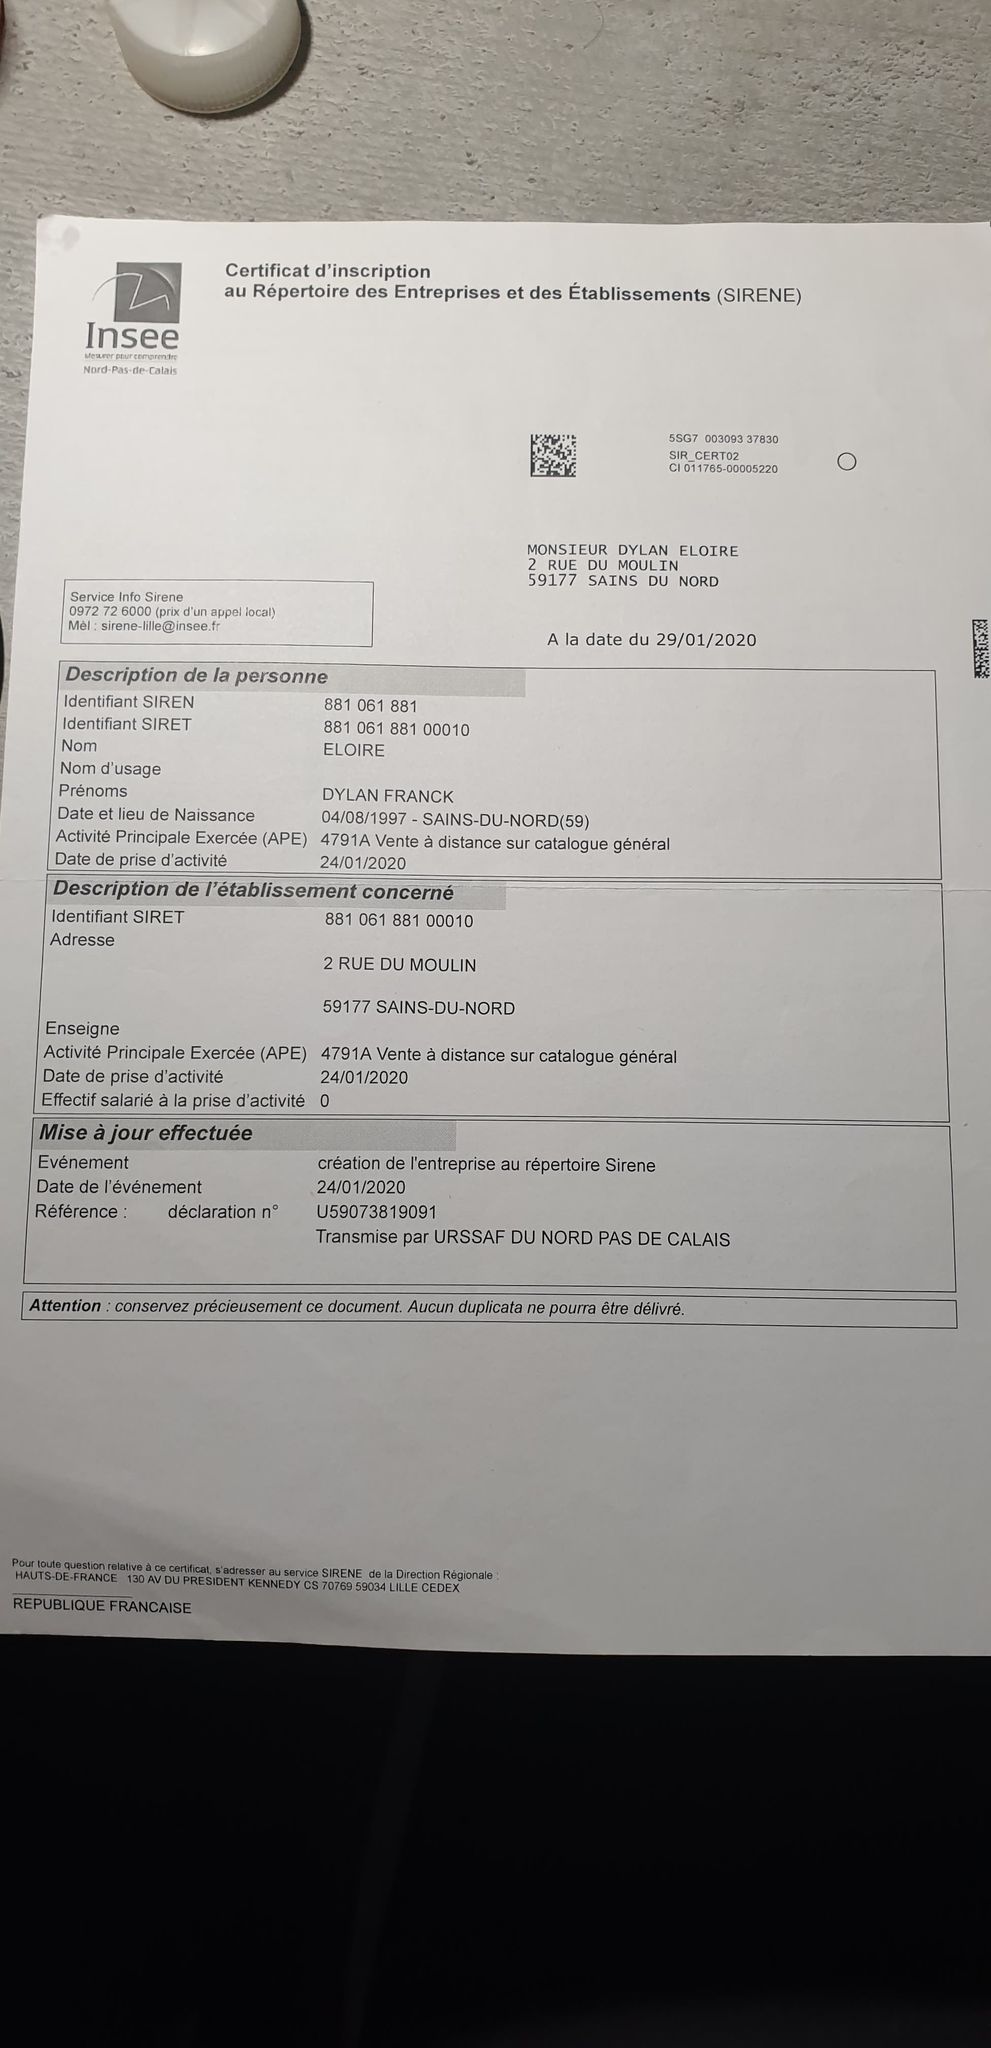 Certificat d'inscription
au Répertoire des Entreprises et des Établissements (SIRENE)
Insee
Mesurer pour comprendre
Nord-Pas-de-Calais
5SG7 003093 37830
SIR_CERT02
CI 011765-00005220
MONSIEUR DYLAN ELOIRE
2 RUE DU MOULIN
59177 SAINS DU NORD
Service Info Sirene
0972 72 6000 (prix d'un appel local)
Mèl : sirene-lille@insee.fr
A la date du 29/01/2020
Description de la personne
Identifiant SIREN 881 061 881
Identifiant SIRET 881 061 881 00010
Nom ELOIRE
Nom d'usage
Prénoms DYLAN FRANCK
Date et lieu de Naissance 04/08/1997 - SAINS-DU-NORD(59)
Activité Principale Exercée (APE) 4791A Vente à distance sur catalogue général
Date de prise d'activité 24/01/2020
Description de l'établissement concerné
Identifiant SIRET 881 061 881 00010
Adresse
2 RUE DU MOULIN
59177 SAINS-DU-NORD
Enseigne
Activité Principale Exercée (APE) 4791A Vente à distance sur catalogue général
Date de prise d'activité 24/01/2020
Effectif salarié à la prise d'activité 0
Mise à jour effectuée
Evénement création de l'entreprise au répertoire Sirene
Date de l'événement 24/01/2020
Référence : déclaration n° U59073819091
Transmise par URSSAF DU NORD PAS DE CALAIS
Attention : conservez précieusement ce document. Aucun duplicata ne pourra être délivré.
Pour toute question relative à ce certificat, s'adresser au service SIRENE de la Direction Régionale :
HAUTS-DE-FRANCE 130 AV DU PRESIDENT KENNEDY CS 70769 59034 LILLE CEDEX
REPUBLIQUE FRANCAISE